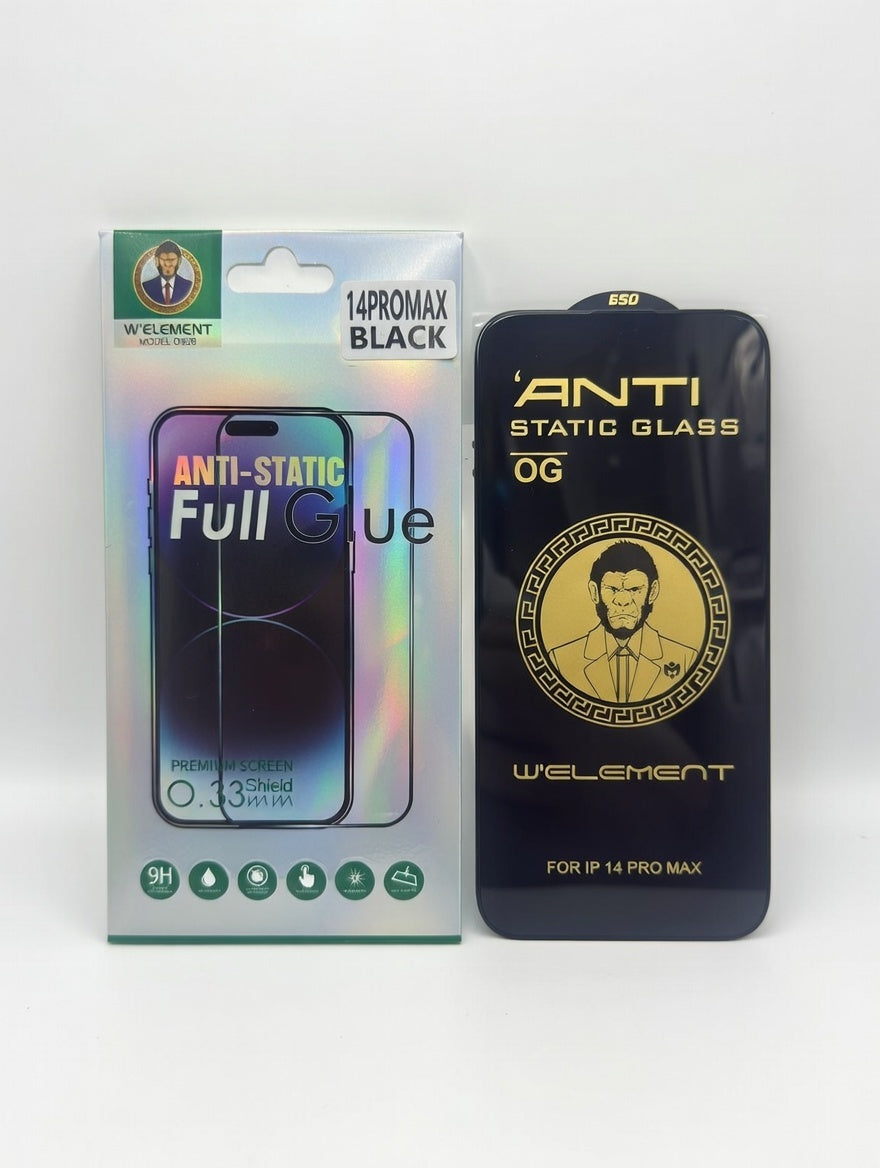 W'ELEMENT
14PROMAX
BLACK
ANTI-STATIC
Full Glue
PREMIUM SCREEN
0.33mm Shield
9H
'ANTI
STATIC GLASS
OG
W'ELEMENT
FOR IP 14 PRO MAX